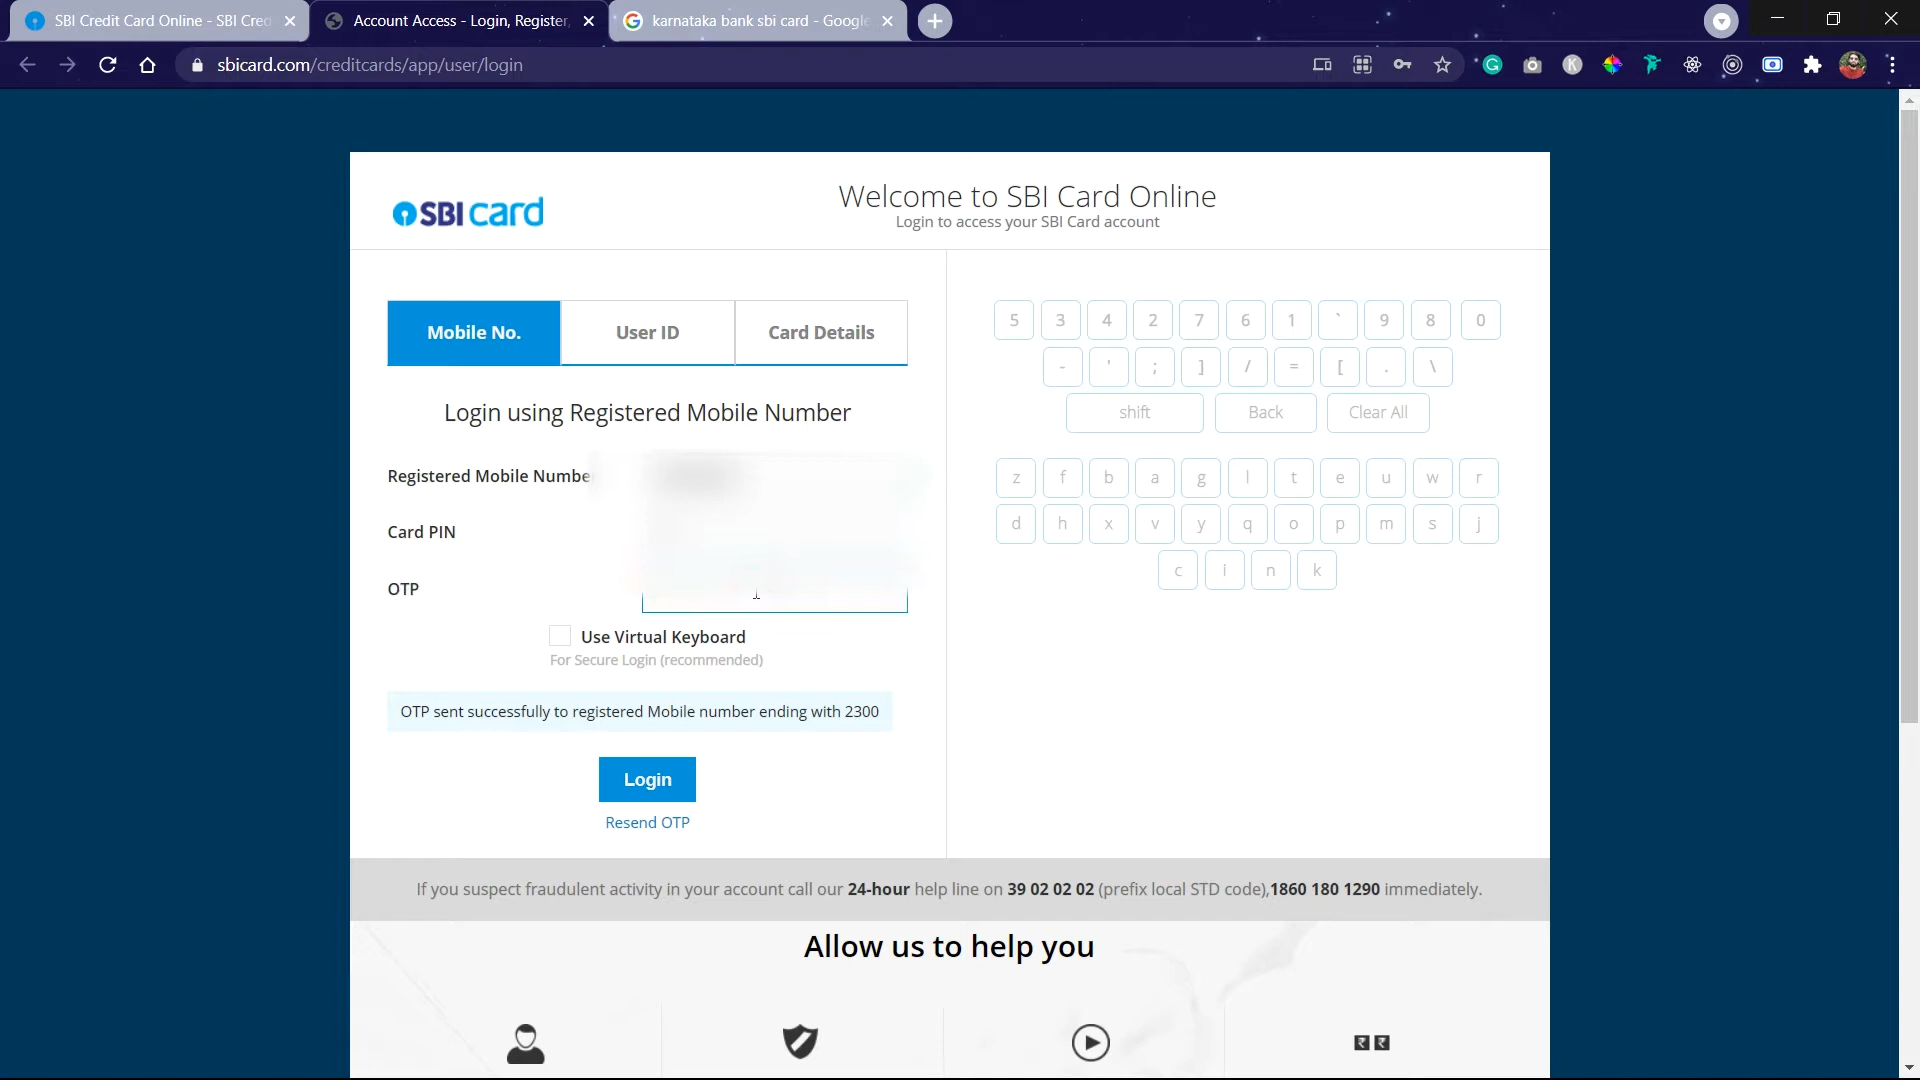 SBI Credit Card Online - SBI Cred
Account Access - Login, Register,
karnataka bank sbi card - Google
sbicard.com/creditcards/app/user/login
SBI card
Welcome to SBI Card Online
Login to access your SBI Card account
Mobile No.
User ID
Card Details
Login using Registered Mobile Number
Registered Mobile Number
Card PIN
OTP
Use Virtual Keyboard
For Secure Login (recommended)
OTP sent successfully to registered Mobile number ending with 2300
Login
Resend OTP
5 3 4 2 7 6 1 ` 9 8 0
- ' ; ] / = [ . \
shift Back Clear All
z f b a g l t e u w r
d h x v y q o p m s j
c i n k
If you suspect fraudulent activity in your account call our 24-hour help line on 39 02 02 02 (prefix local STD code),1860 180 1290 immediately.
Allow us to help you
₹ ₹